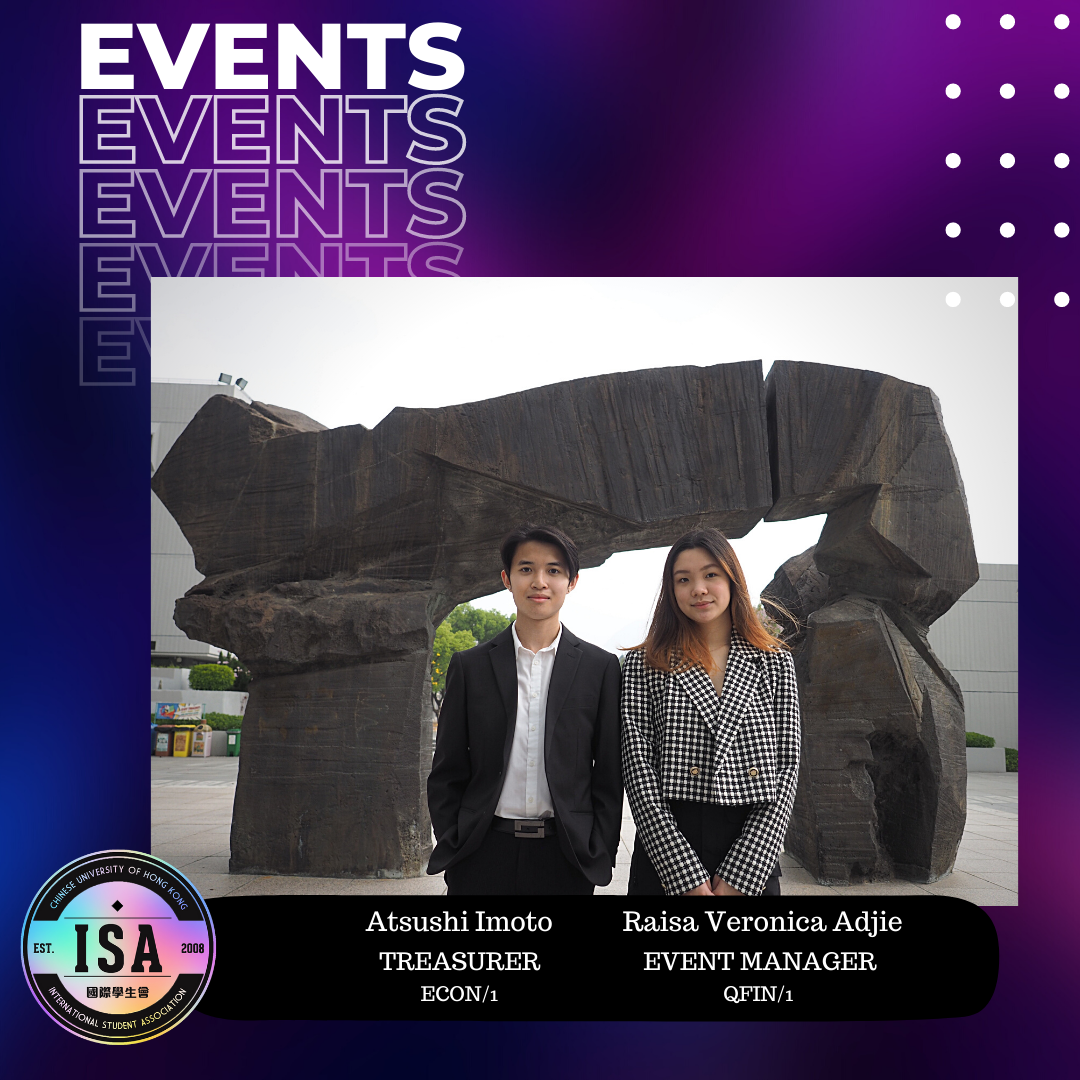 EVENTS
EVENTS
EVENTS
EVENTS
EV
Atsushi Imoto
TREASURER
ECON/1
Raisa Veronica Adjie
EVENT MANAGER
QFIN/1
CHINESE UNIVERSITY OF HONG KONG
EST.
ISA
2008
國際學生會
INTERNATIONAL STUDENT ASSOCIATION